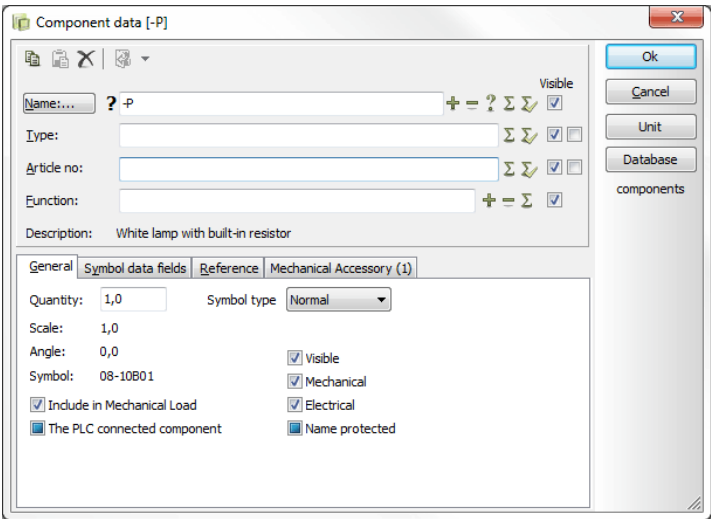 Component data [-P]
Ok
Visible
Name:... ? -P + = ? Σ Σ
Cancel
Type: Σ Σ
Unit
Article no: Σ Σ
Database
Function: + = Σ
components
Description: White lamp with built-in resistor
General Symbol data fields Reference Mechanical Accessory (1)
Quantity: 1,0 Symbol type Normal
Scale: 1,0
Angle: 0,0 Visible
Symbol: 08-10B01 Mechanical
Include in Mechanical Load Electrical
The PLC connected component Name protected